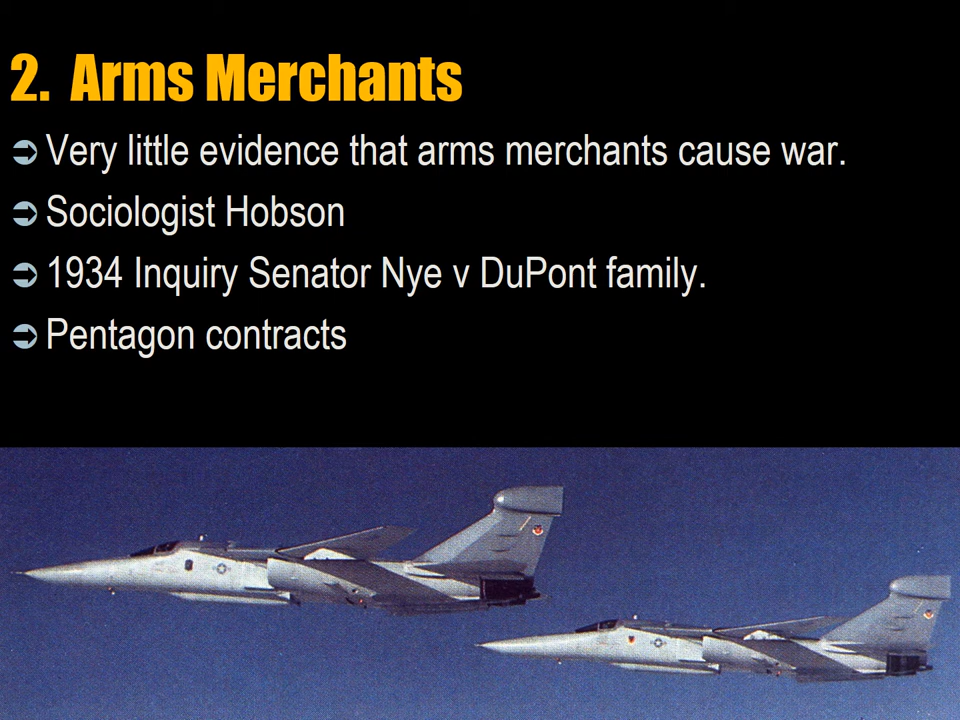 2. Arms Merchants
Very little evidence that arms merchants cause war.
Sociologist Hobson
1934 Inquiry Senator Nye v DuPont family.
Pentagon contracts